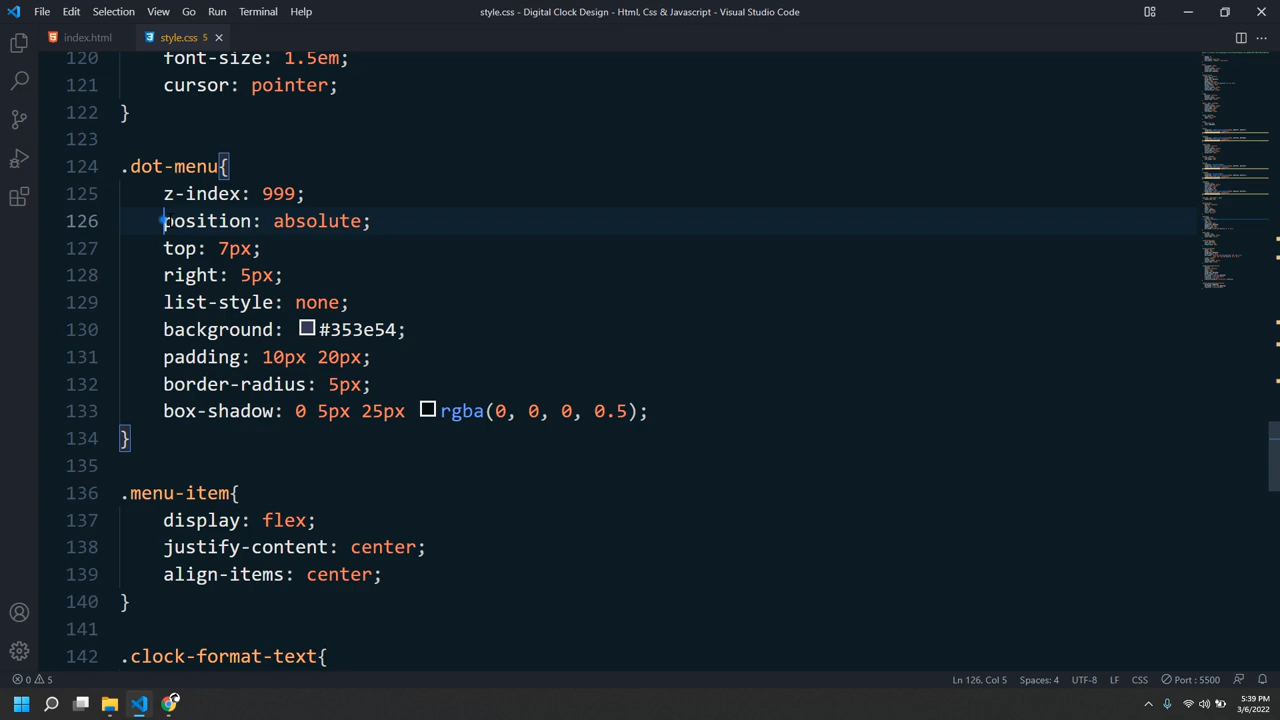 File Edit Selection View Go Run Terminal Help style.css - Digital Clock Design - Html, Css & Javascript - Visual Studio Code
index.html style.css 5
120 font-size: 1.5em;
121 cursor: pointer;
122 }
123
124 .dot-menu{
125 z-index: 999;
126 position: absolute;
127 top: 7px;
128 right: 5px;
129 list-style: none;
130 background: #353e54;
131 padding: 10px 20px;
132 border-radius: 5px;
133 box-shadow: 0 5px 25px rgba(0, 0, 0, 0.5);
134 }
135
136 .menu-item{
137 display: flex;
138 justify-content: center;
139 align-items: center;
140 }
141
142 .clock-format-text{
0 5 Ln 126, Col 5 Spaces: 4 UTF-8 LF CSS Port : 5500
5:39 PM
3/6/2022